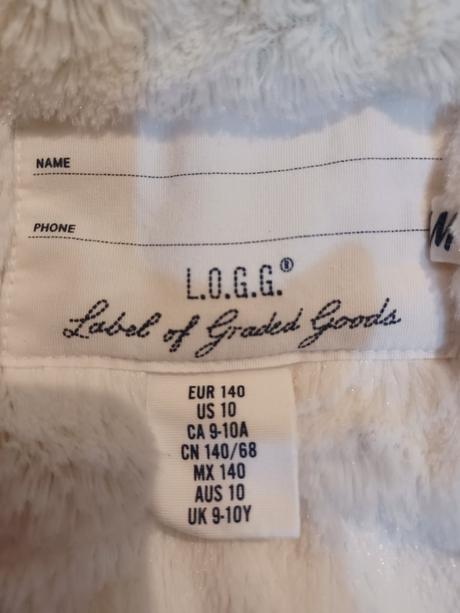 NAME
PHONE
L.O.G.G.®
Label of Graded Goods
EUR 140
US 10
CA 9-10A
CN 140/68
MX 140
AUS 10
UK 9-10Y